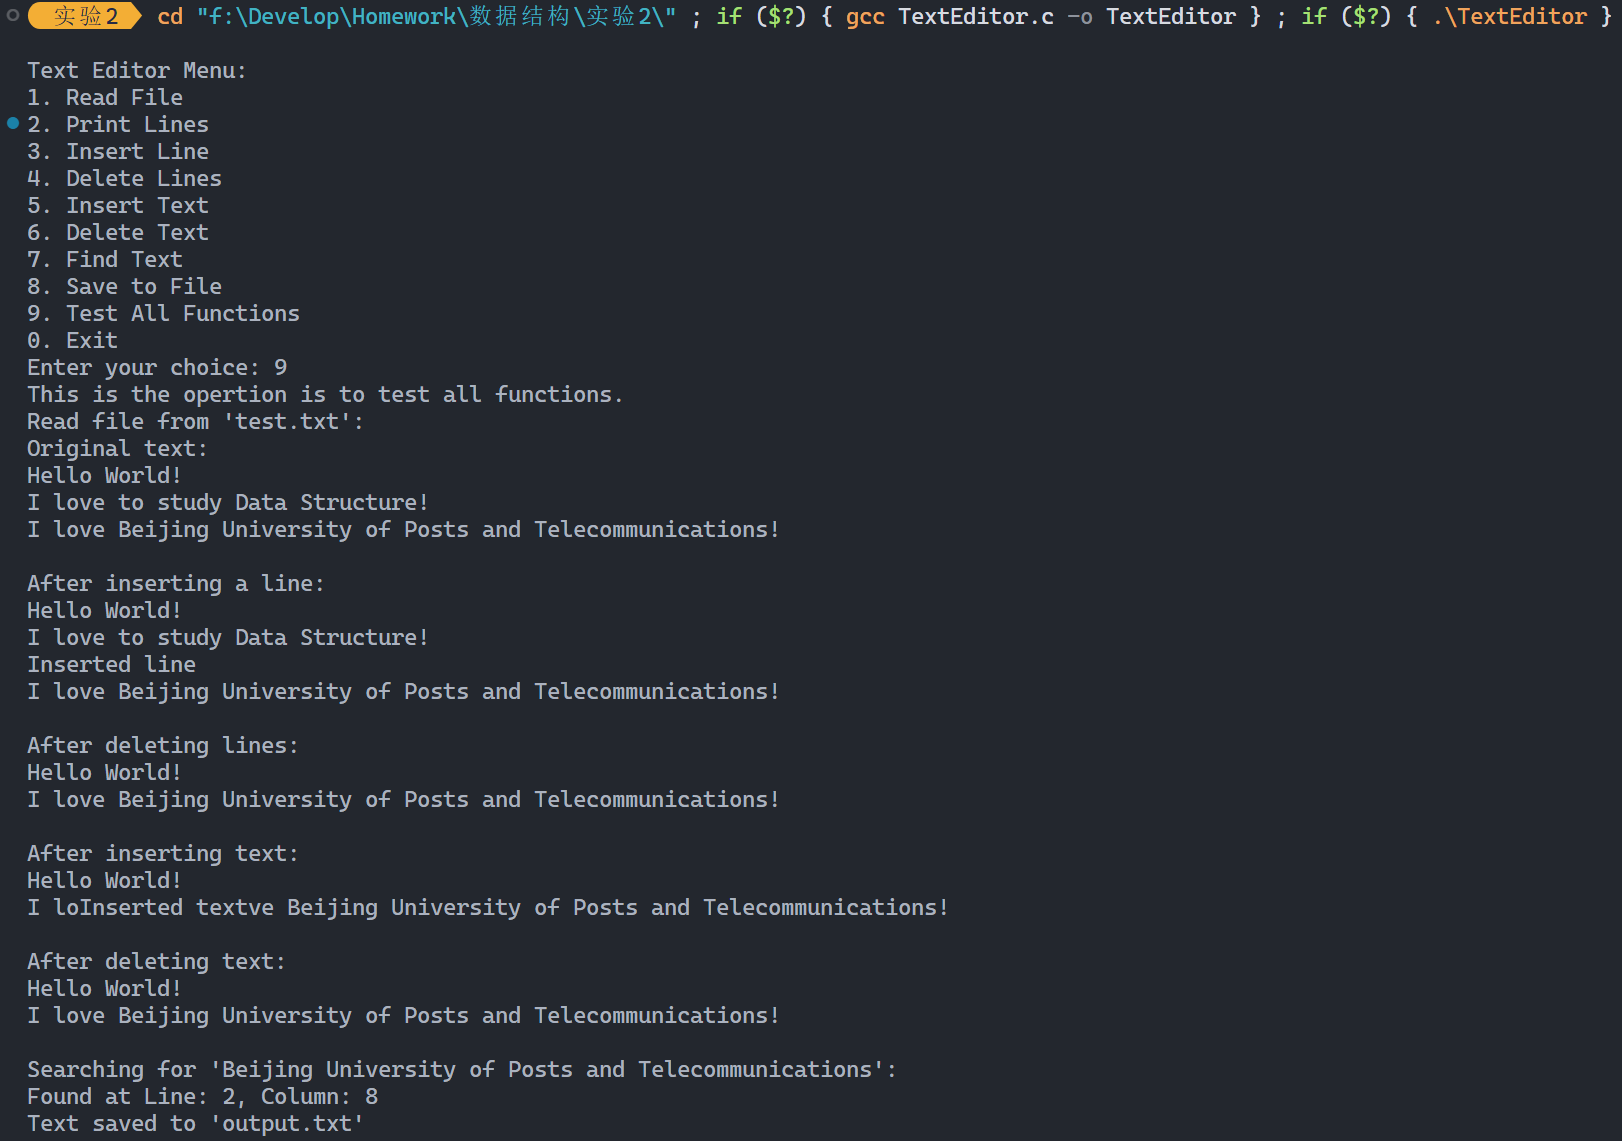 实验2 cd "f:\Develop\Homework\数据结构\实验2\" ; if ($?) { gcc TextEditor.c -o TextEditor } ; if ($?) { .\TextEditor }
Text Editor Menu:
1. Read File
2. Print Lines
3. Insert Line
4. Delete Lines
5. Insert Text
6. Delete Text
7. Find Text
8. Save to File
9. Test All Functions
0. Exit
Enter your choice: 9
This is the opertion is to test all functions.
Read file from 'test.txt':
Original text:
Hello World!
I love to study Data Structure!
I love Beijing University of Posts and Telecommunications!
After inserting a line:
Hello World!
I love to study Data Structure!
Inserted line
I love Beijing University of Posts and Telecommunications!
After deleting lines:
Hello World!
I love Beijing University of Posts and Telecommunications!
After inserting text:
Hello World!
I loInserted textve Beijing University of Posts and Telecommunications!
After deleting text:
Hello World!
I love Beijing University of Posts and Telecommunications!
Searching for 'Beijing University of Posts and Telecommunications':
Found at Line: 2, Column: 8
Text saved to 'output.txt'